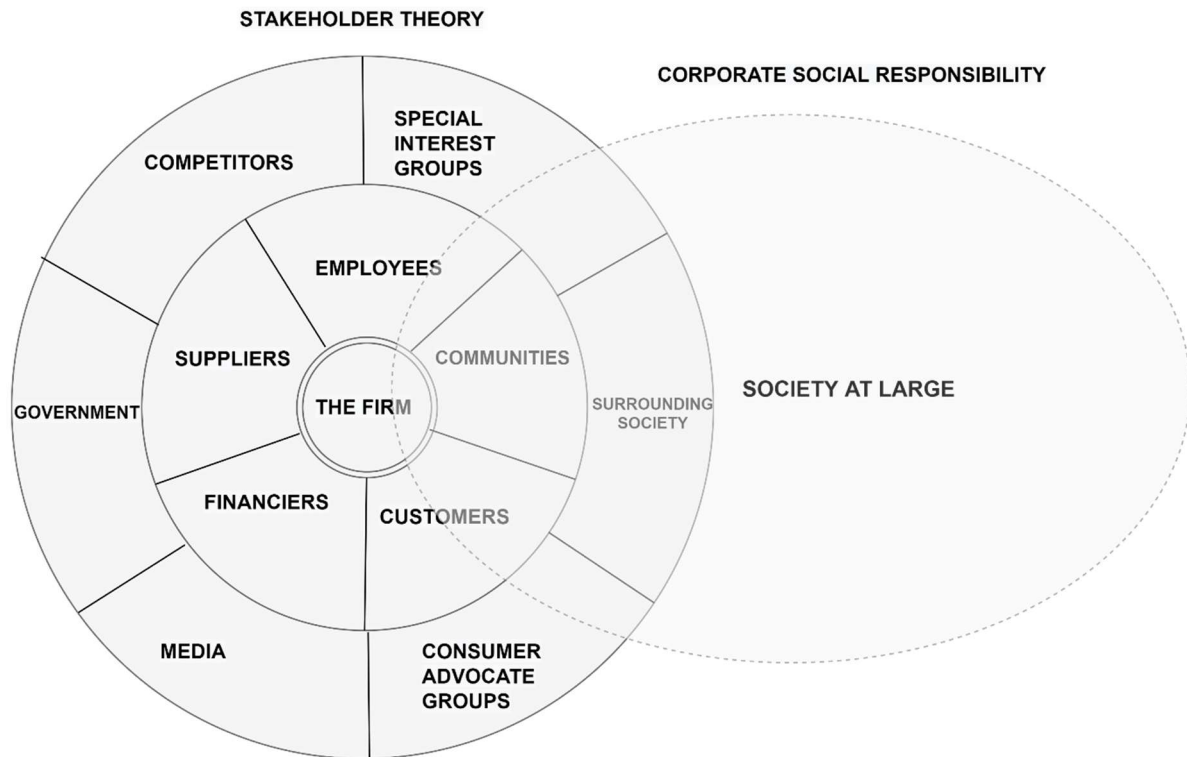 STAKEHOLDER THEORY
CORPORATE SOCIAL RESPONSIBILITY
SPECIAL
INTEREST
GROUPS
COMPETITORS
EMPLOYEES
SUPPLIERS
COMMUNITIES
SOCIETY AT LARGE
GOVERNMENT
THE FIRM
SURROUNDING
SOCIETY
FINANCIERS
CUSTOMERS
MEDIA
CONSUMER
ADVOCATE
GROUPS